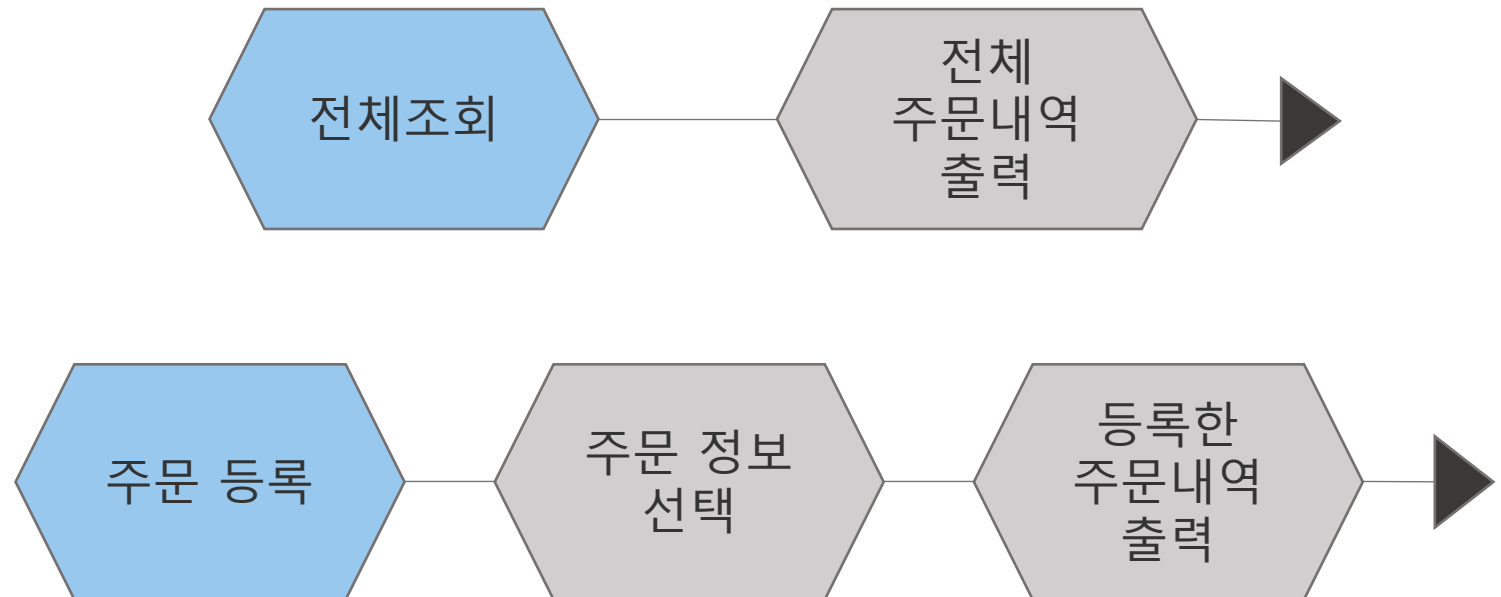 전체조회
전체
주문내역
출력
주문 등록
주문 정보
선택
등록한
주문내역
출력